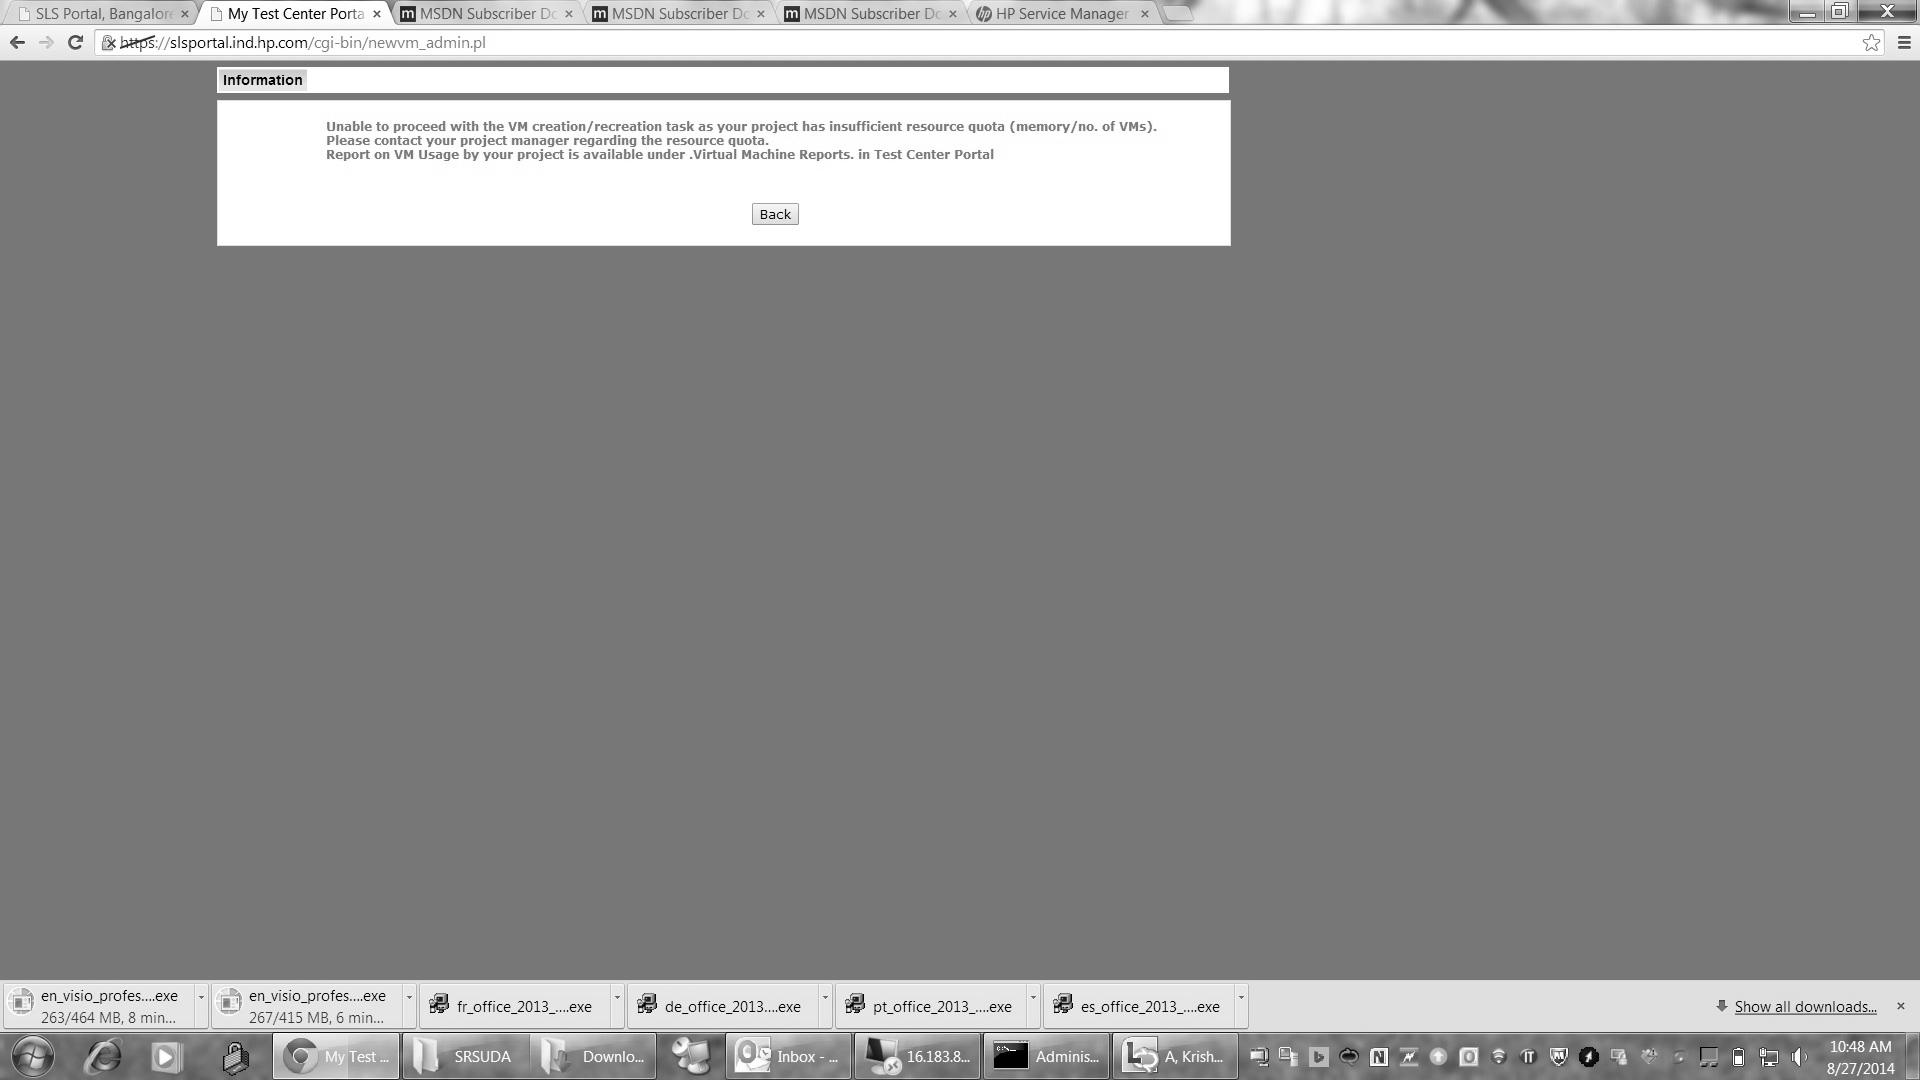 SLS Portal, Bangalore
My Test Center Porta
MSDN Subscriber Do
MSDN Subscriber Do
MSDN Subscriber Do
HP Service Manager
https://slsportal.ind.hp.com/cgi-bin/newvm_admin.pl
Information
Unable to proceed with the VM creation/recreation task as your project has insufficient resource quota (memory/no. of VMs).
Please contact your project manager regarding the resource quota.
Report on VM Usage by your project is available under .Virtual Machine Reports. in Test Center Portal
Back
en_visio_profes....exe
263/464 MB, 8 min...
en_visio_profes....exe
267/415 MB, 6 min...
fr_office_2013_....exe
de_office_2013....exe
pt_office_2013_....exe
es_office_2013_....exe
Show all downloads...
My Test ...
SRSUDA
Downlo...
Inbox - ...
16.183.8...
Adminis...
A, Krish...
10:48 AM
8/27/2014